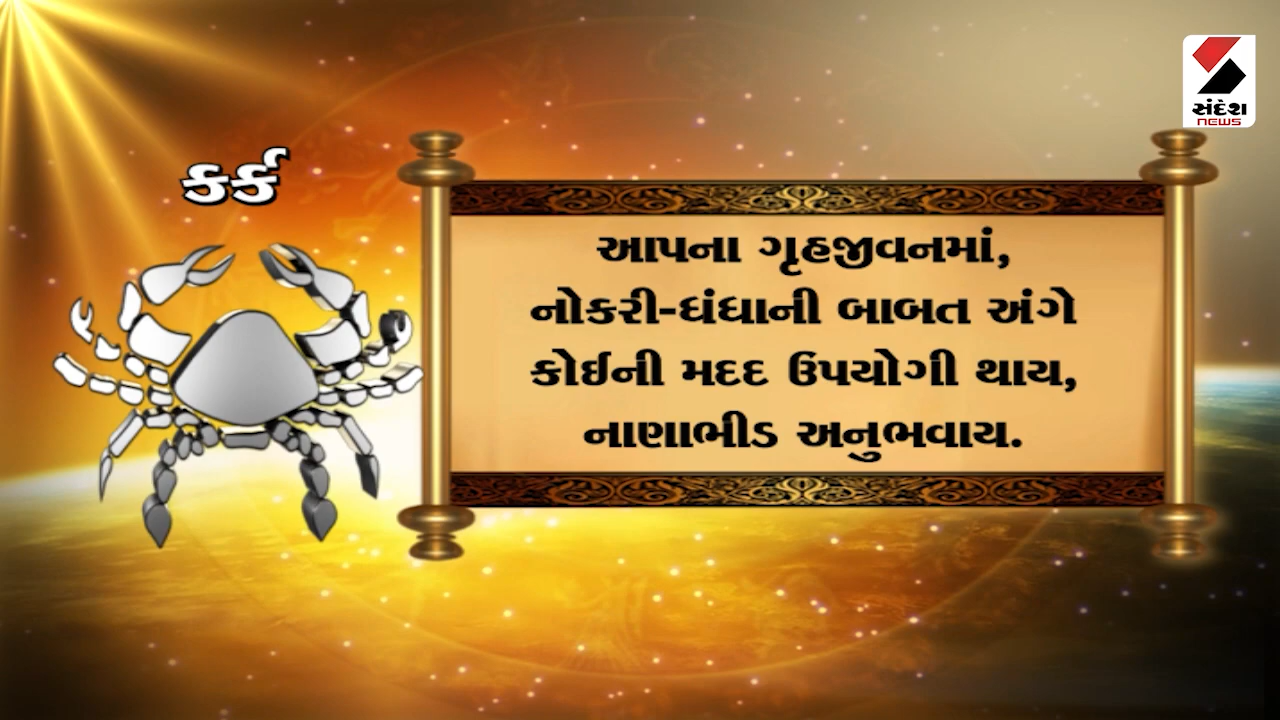 સંદેશ
NEWS
કર્ક
આપના ગૃહજીવનમાં,
નોકરી-ધંધાની બાબત અંગે
કોઈની મદદ ઉપયોગી થાય,
નાણાભીડ અનુભવાય.